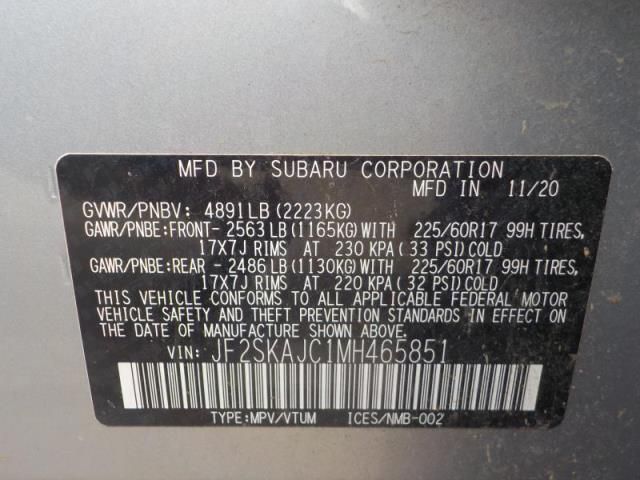 MFD BY SUBARU CORPORATION
MFD IN 11/20
GVWR/PNBV: 4891LB(2223KG)
GAWR/PNBE:FRONT- 2563LB(1165KG)WITH 225/60R17 99H TIRES,
17X7J RIMS AT 230 KPA(33 PSI)COLD
GAWR/PNBE:REAR - 2486LB(1130KG)WITH 225/60R17 99H TIRES,
17X7J RIMS AT 220 KPA(32 PSI)COLD
THIS VEHICLE CONFORMS TO ALL APPLICABLE FEDERAL MOTOR
VEHICLE SAFETY AND THEFT PREVENTION STANDARDS IN EFFECT
ON THE DATE OF MANUFACTURE SHOWN ABOVE.
VIN: JF2SKAJC1MH465851
TYPE:MPV/VTUM ICES/NMB-002